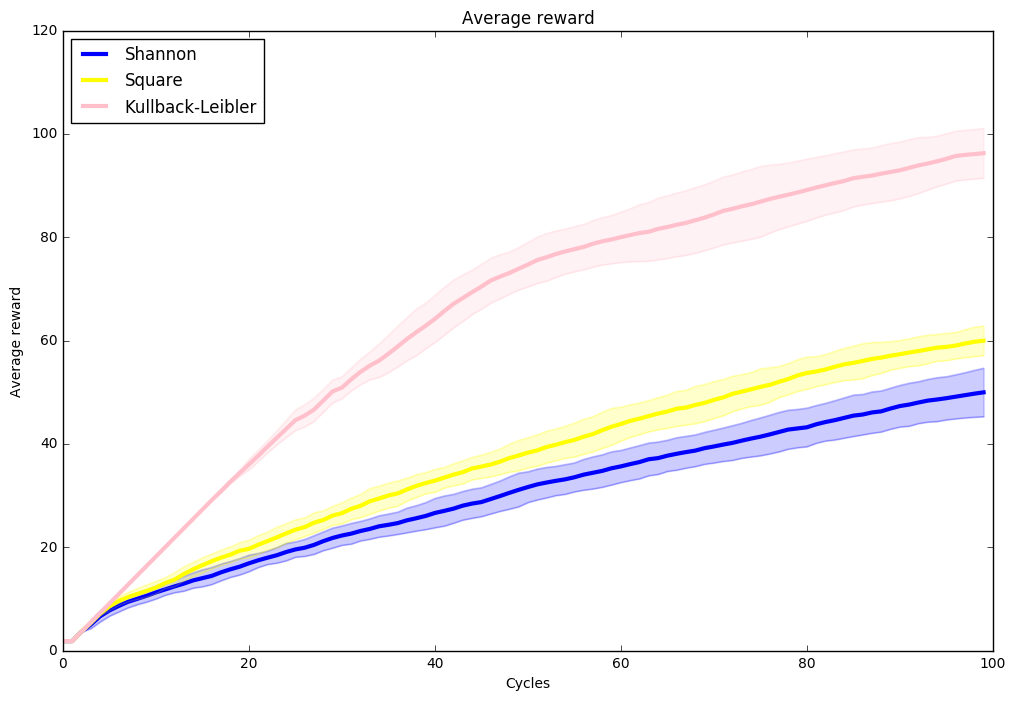 Average reward
120
100
80
60
40
20
0
Shannon
Square
Kullback-Leibler
Average reward
0 20 40 60 80 100
Cycles